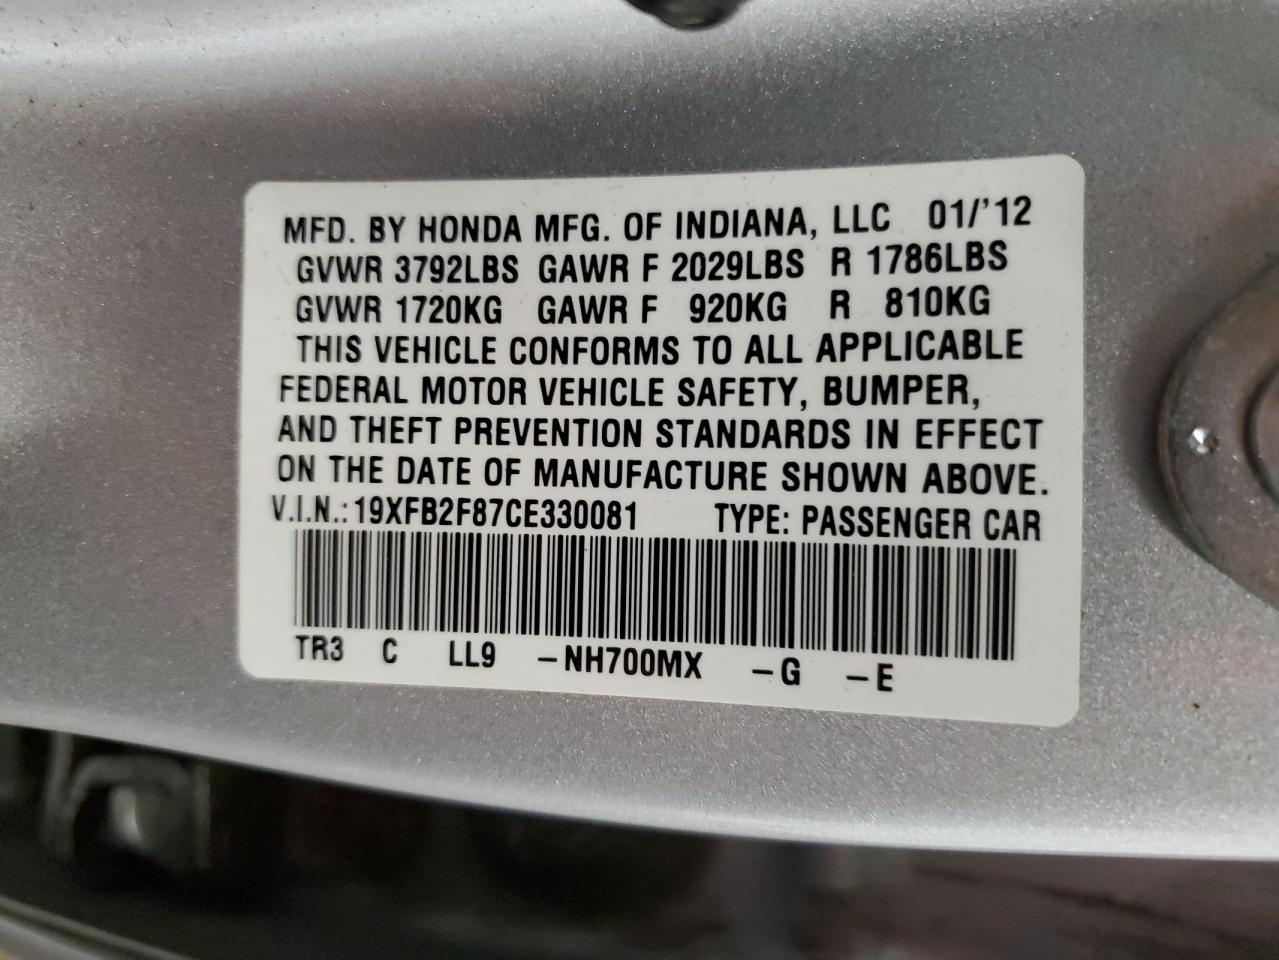 MFD. BY HONDA MFG. OF INDIANA, LLC 01/'12
GVWR 3792LBS GAWR F 2029LBS R 1786LBS
GVWR 1720KG GAWR F 920KG R 810KG
THIS VEHICLE CONFORMS TO ALL APPLICABLE
FEDERAL MOTOR VEHICLE SAFETY, BUMPER,
AND THEFT PREVENTION STANDARDS IN EFFECT
ON THE DATE OF MANUFACTURE SHOWN ABOVE.
V.I.N.: 19XFB2F87CE330081 TYPE: PASSENGER CAR
TR3 C LL9 –NH700MX –G –E